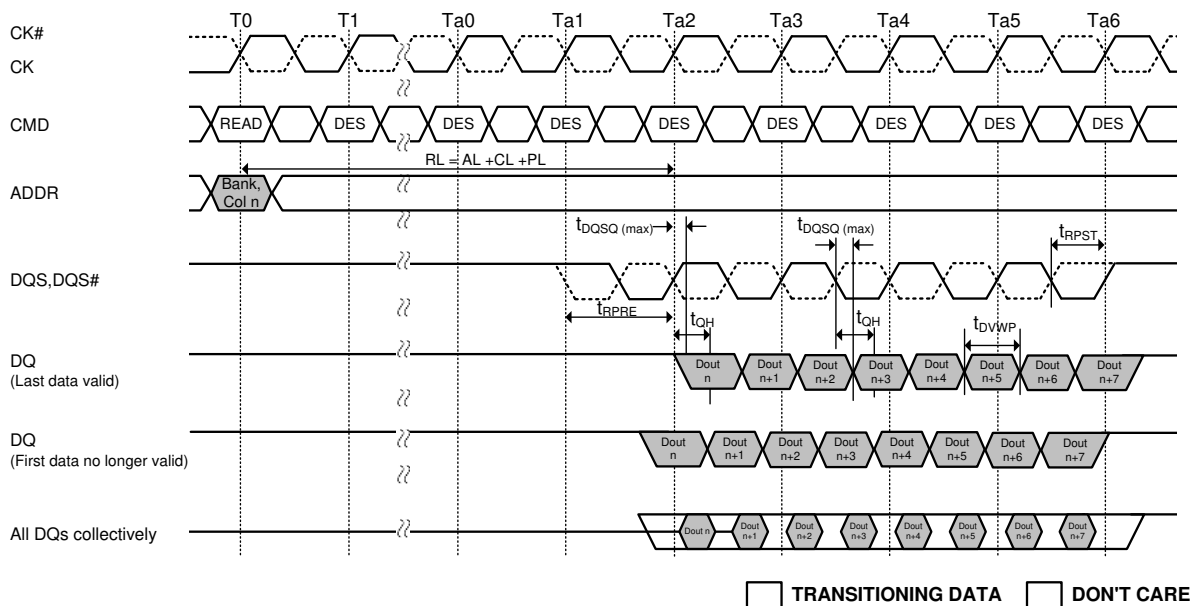 T0 T1 Ta0 Ta1 Ta2 Ta3 Ta4 Ta5 Ta6
CK#
CK
CMD READ DES DES DES DES DES DES DES DES
RL = AL +CL +PL
ADDR Bank,
Col n
tDQSQ (max) tDQSQ (max) tRPST
DQS,DQS#
tRPRE tQH tQH tDVWP
DQ
(Last data valid)
Dout Dout Dout Dout Dout Dout Dout Dout
n n+1 n+2 n+3 n+4 n+5 n+6 n+7
DQ
(First data no longer valid)
Dout Dout Dout Dout Dout Dout Dout Dout
n n+1 n+2 n+3 n+4 n+5 n+6 n+7
All DQs collectively
Dout n Dout Dout Dout Dout Dout Dout Dout
n+1 n+2 n+3 n+4 n+5 n+6 n+7
TRANSITIONING DATA DON'T CARE